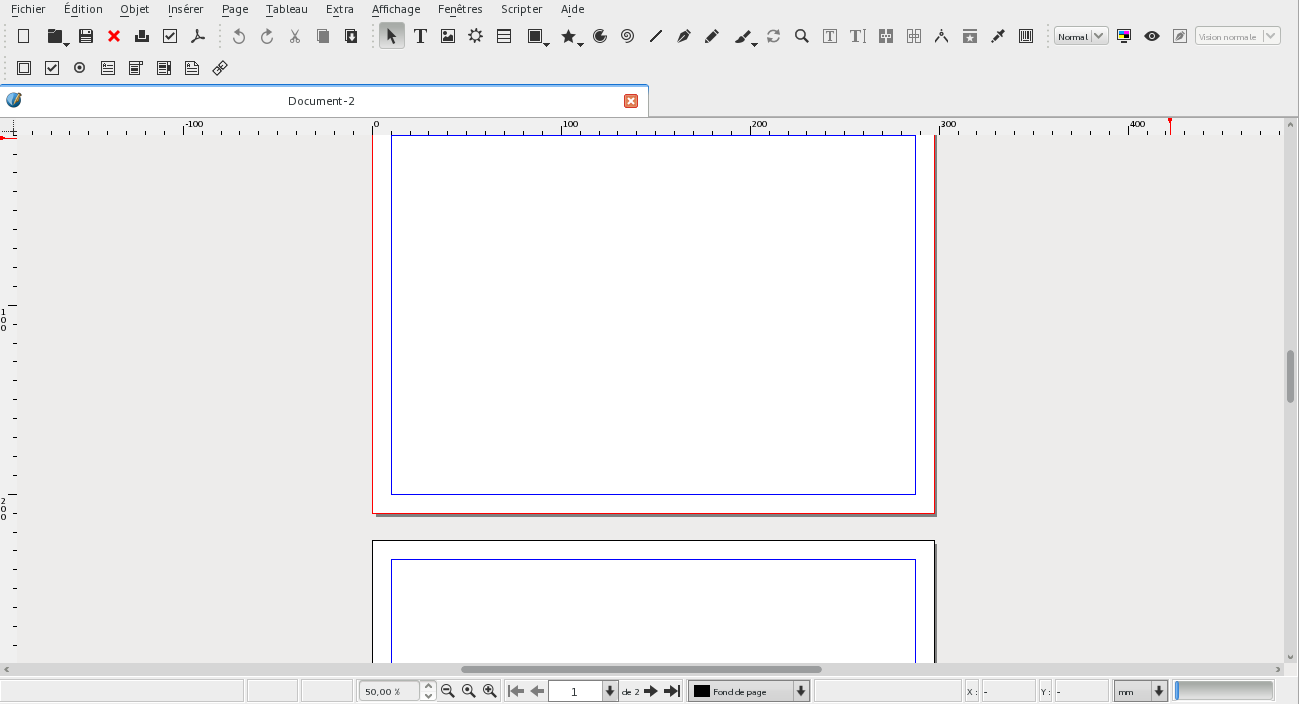 Fichier Édition Objet Insérer Page Tableau Extra Affichage Fenêtres Scripter Aide
Normal Vision normale
Document-2
-100 0 100 200 300 400
100
200
50,00 % 1 de 2 Fond de page X : - Y : - mm